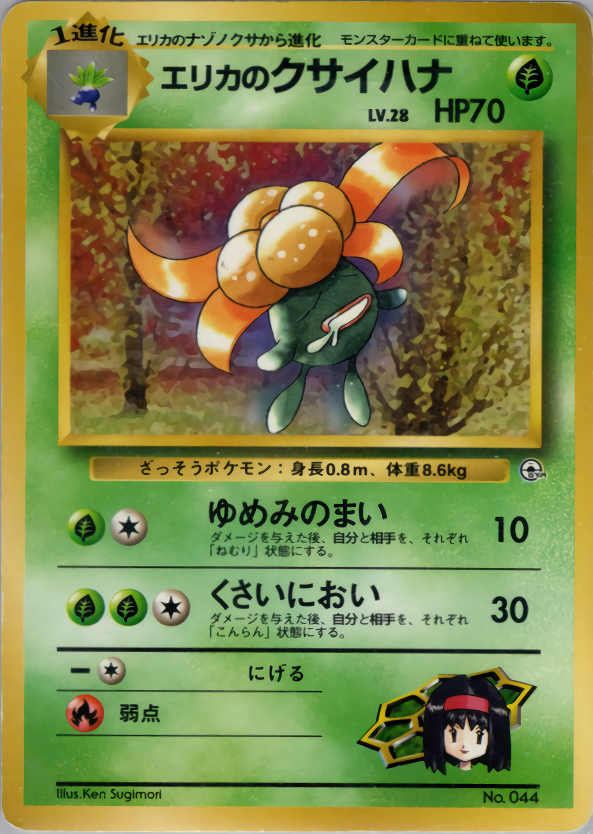 1進化
エリカのナゾノクサから進化 モンスターカードに重ねて使います。
エリカのクサイハナ
LV.28 HP70
ざっそうポケモン：身長0.8m、体重8.6kg
ゆめみのまい 10
ダメージを与えた後、自分と相手を、それぞれ
「ねむり」状態にする。
くさいにおい 30
ダメージを与えた後、自分と相手を、それぞれ
「こんらん」状態にする。
− にげる
弱点
Illus.Ken Sugimori No. 044